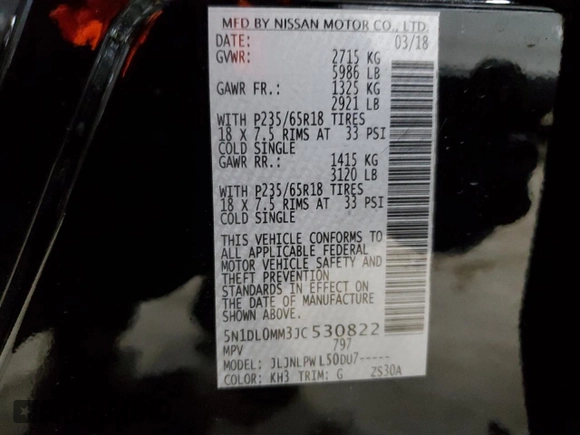 MFD BY NISSAN MOTOR CO., LTD.
DATE: 03/18
GVWR: 2715 KG
5986 LB
GAWR FR.: 1325 KG
2921 LB
WITH P235/65R18 TIRES
18 X 7.5 RIMS AT 33 PSI
COLD SINGLE
GAWR RR.: 1415 KG
3120 LB
WITH P235/65R18 TIRES
18 X 7.5 RIMS AT 33 PSI
COLD SINGLE
THIS VEHICLE CONFORMS TO
ALL APPLICABLE FEDERAL
MOTOR VEHICLE SAFETY AND
THEFT PREVENTION
STANDARDS IN EFFECT ON
THE DATE OF MANUFACTURE
SHOWN ABOVE.
5N1DL0MM3JC530822
MPV 797
MODEL: JLJNLPWL50DU7-----
COLOR: KH3 TRIM: G ZS30A